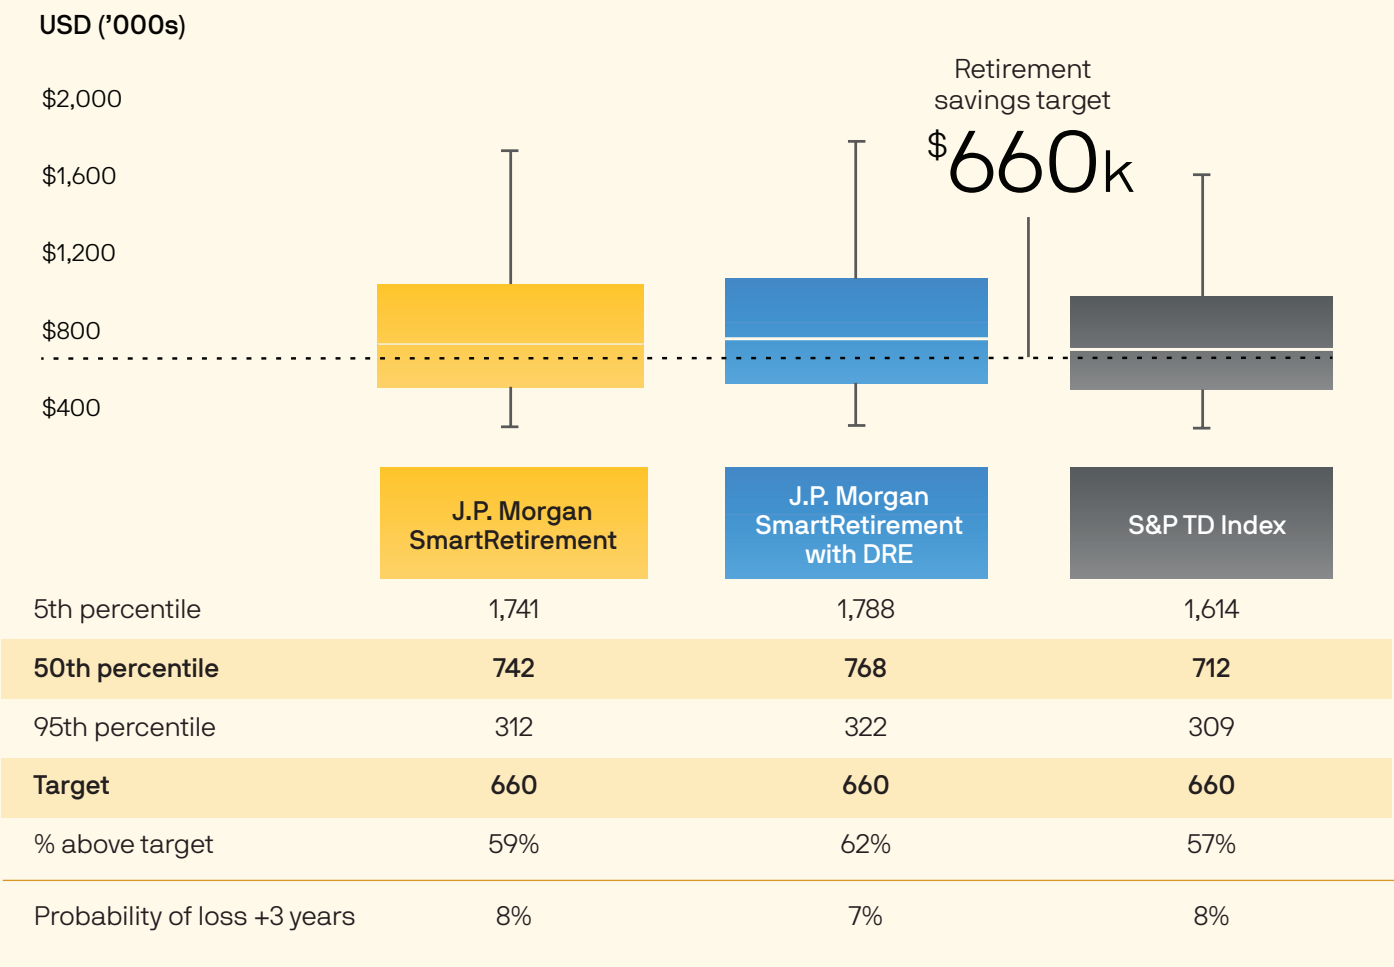 USD (’000s)
Retirement
savings target
$660k
$2,000
$1,600
$1,200
$800
$400
J.P. Morgan
SmartRetirement
J.P. Morgan
SmartRetirement
with DRE
S&P TD Index
5th percentile 1,741 1,788 1,614
50th percentile 742 768 712
95th percentile 312 322 309
Target 660 660 660
% above target 59% 62% 57%
Probability of loss +3 years 8% 7% 8%